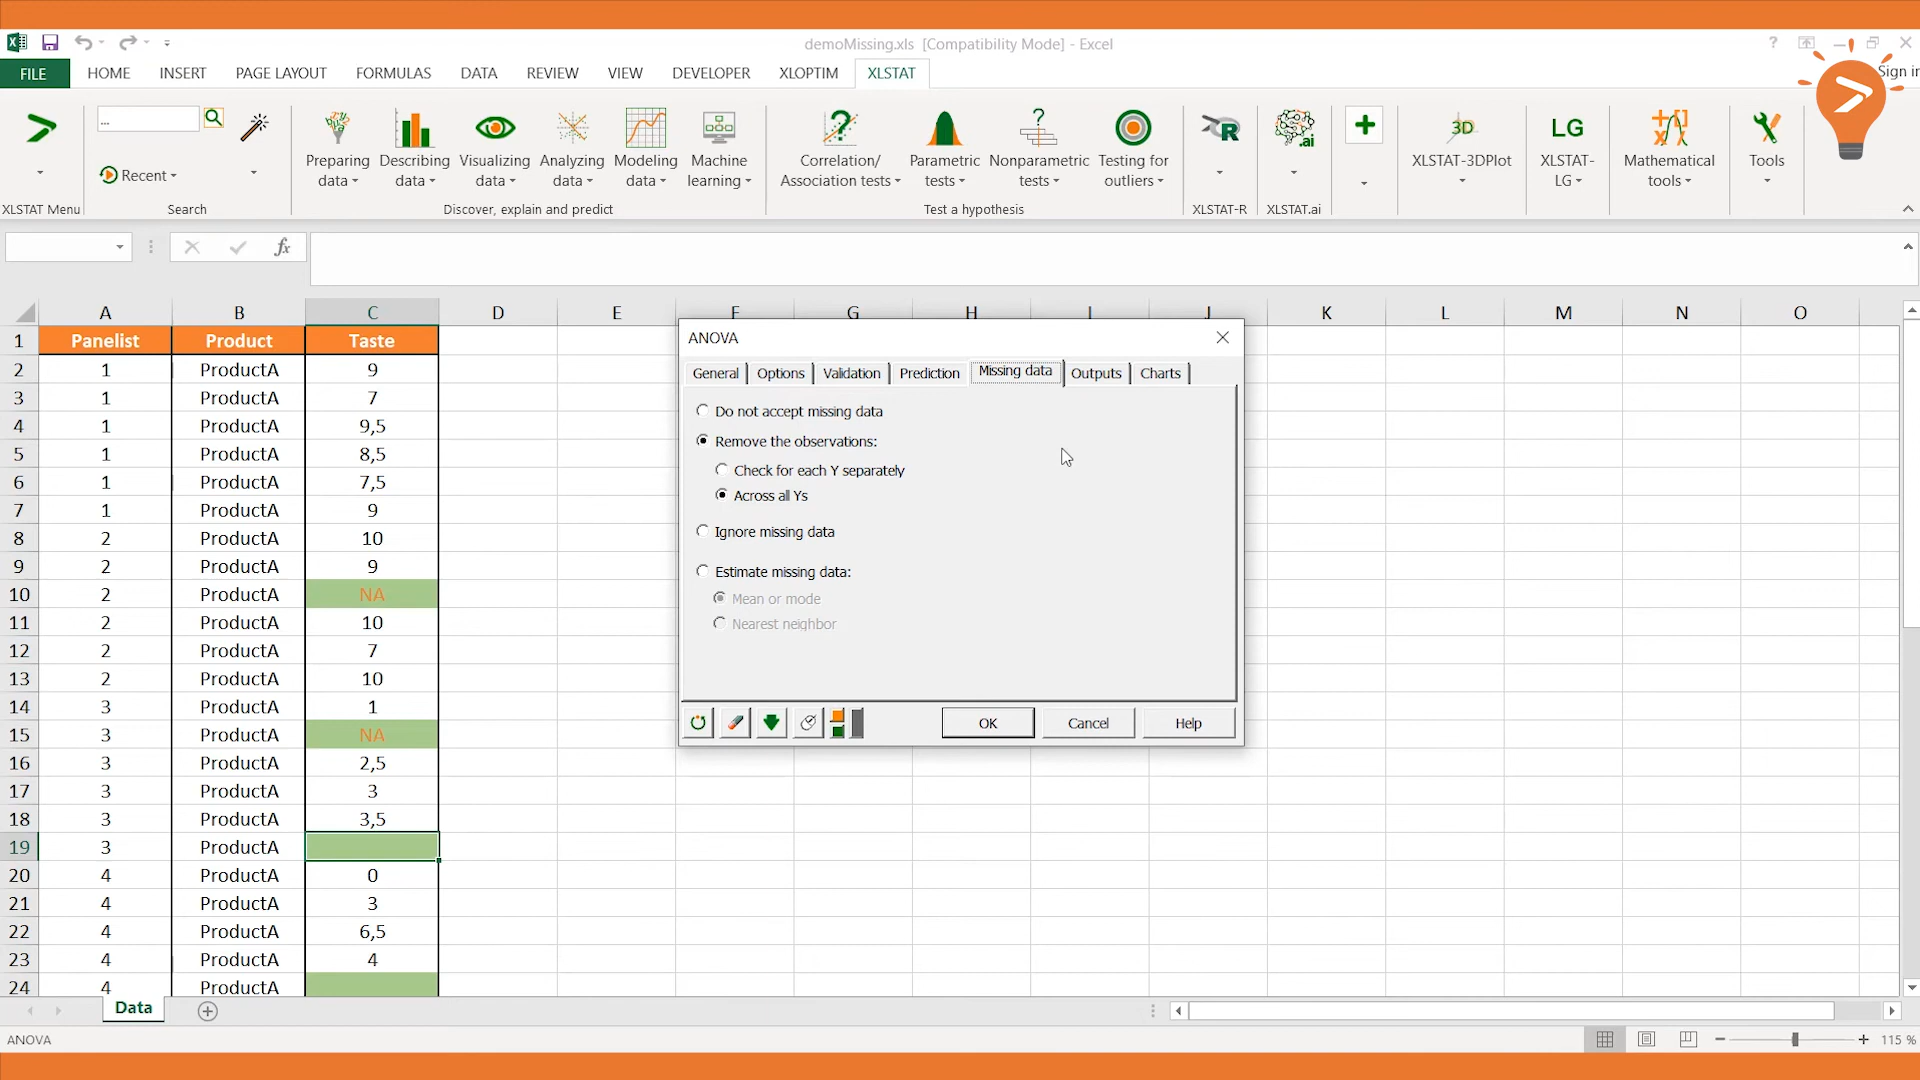 demoMissing.xls [Compatibility Mode] - Excel
Sign in
FILE HOME INSERT PAGE LAYOUT FORMULAS DATA REVIEW VIEW DEVELOPER XLOPTIM XLSTAT
...
Recent
Preparing data
Describing data
Visualizing data
Analyzing data
Modeling data
Machine learning
Correlation/ Association tests
Parametric tests
Nonparametric tests
Testing for outliers
R
.ai
3D
XLSTAT-3DPlot
LG
XLSTAT-LG
Mathematical tools
Tools
XLSTAT Menu
Search
Discover, explain and predict
Test a hypothesis
XLSTAT-R
XLSTAT.ai
fx
A B C D E F G H I J K L M N O
1 Panelist Product Taste
2 1 ProductA 9
3 1 ProductA 7
4 1 ProductA 9,5
5 1 ProductA 8,5
6 1 ProductA 7,5
7 1 ProductA 9
8 2 ProductA 10
9 2 ProductA 9
10 2 ProductA NA
11 2 ProductA 10
12 2 ProductA 7
13 2 ProductA 10
14 3 ProductA 1
15 3 ProductA NA
16 3 ProductA 2,5
17 3 ProductA 3
18 3 ProductA 3,5
19 3 ProductA
20 4 ProductA 0
21 4 ProductA 3
22 4 ProductA 6,5
23 4 ProductA 4
24 4 ProductA
ANOVA
General Options Validation Prediction Missing data Outputs Charts
Do not accept missing data
Remove the observations:
Check for each Y separately
Across all Ys
Ignore missing data
Estimate missing data:
Mean or mode
Nearest neighbor
OK Cancel Help
Data
ANOVA
115 %